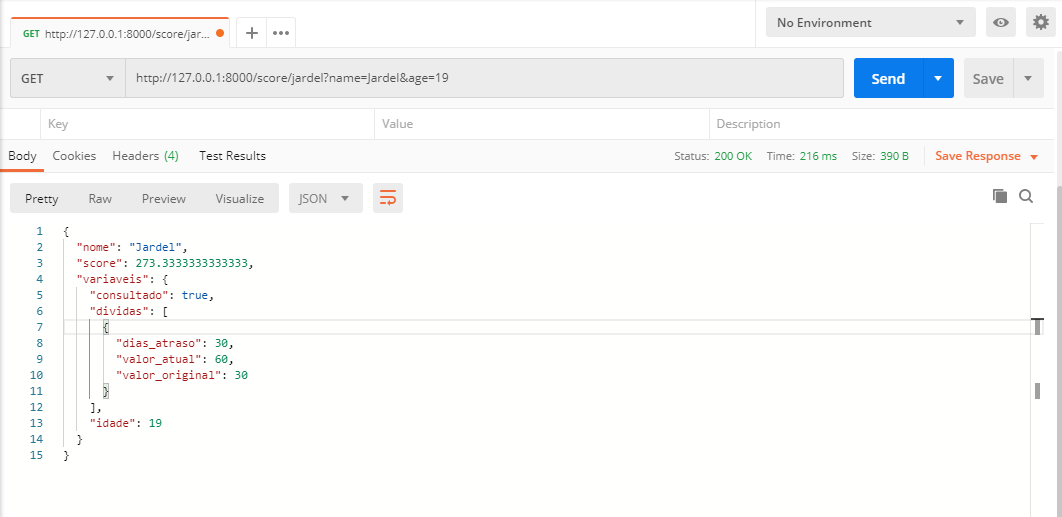 GET http://127.0.0.1:8000/score/jar... + ••• No Environment
GET http://127.0.0.1:8000/score/jardel?name=Jardel&age=19 Send Save
Key Value Description
Body Cookies Headers (4) Test Results Status: 200 OK Time: 216 ms Size: 390 B Save Response
Pretty Raw Preview Visualize JSON
1 {
2 "nome": "Jardel",
3 "score": 273.3333333333333,
4 "variaveis": {
5 "consultado": true,
6 "dividas": [
7 {
8 "dias_atraso": 30,
9 "valor_atual": 60,
10 "valor_original": 30
11 }
12 ],
13 "idade": 19
14 }
15 }